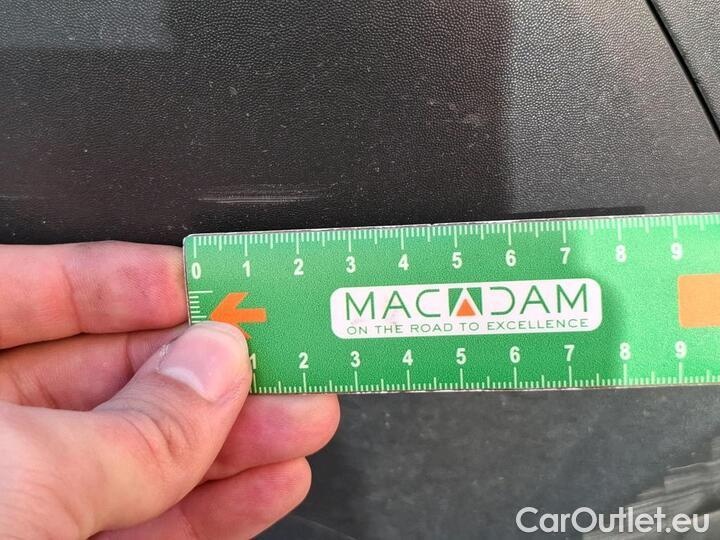 0 1 2 3 4 5 6 7 8 9
MACADAM
ON THE ROAD TO EXCELLENCE
1 2 3 4 5 6 7 8 9
CarOutlet.eu